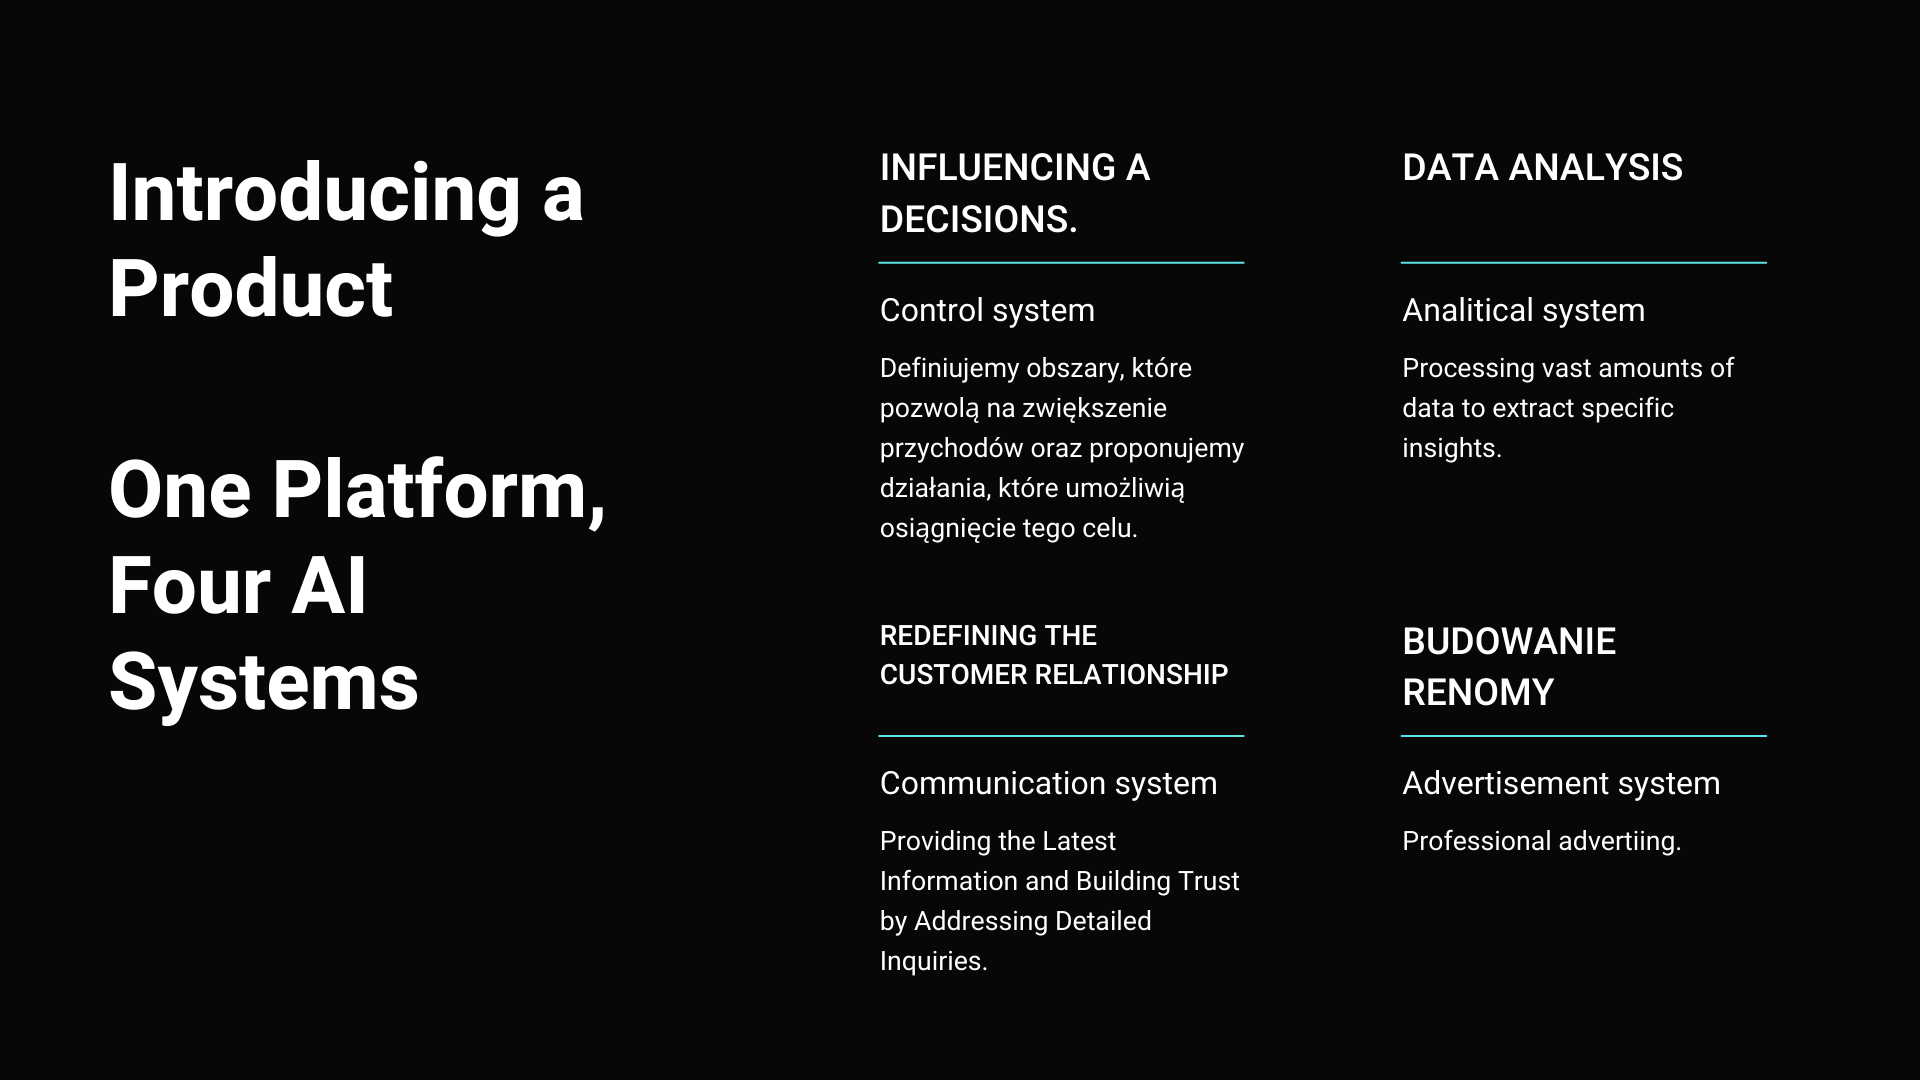 Introducing a
Product
One Platform,
Four AI
Systems
INFLUENCING A
DECISIONS.
Control system
Definiujemy obszary, które
pozwolą na zwiększenie
przychodów oraz proponujemy
działania, które umożliwią
osiągnięcie tego celu.
DATA ANALYSIS
Analitical system
Processing vast amounts of
data to extract specific
insights.
REDEFINING THE
CUSTOMER RELATIONSHIP
Communication system
Providing the Latest
Information and Building Trust
by Addressing Detailed
Inquiries.
BUDOWANIE
RENOMY
Advertisement system
Professional advertiing.